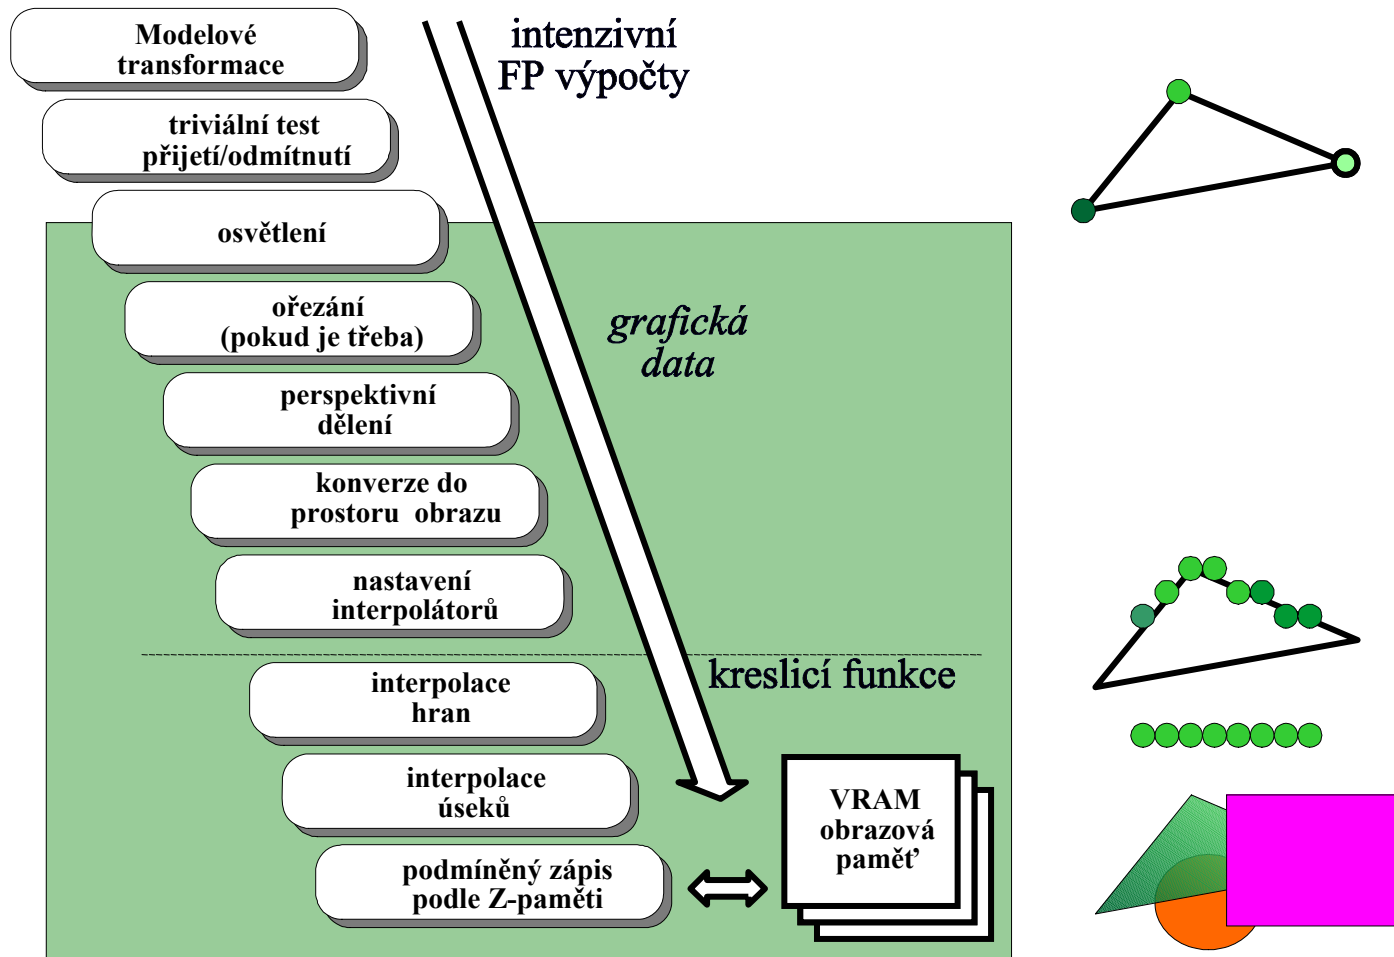 Modelové
transformace
intenzivní
FP výpočty
triviální test
přijetí/odmítnutí
osvětlení
ořezání
(pokud je třeba)
grafická
data
perspektivní
dělení
konverze do
prostoru obrazu
nastavení
interpolátorů
kreslicí funkce
interpolace
hran
interpolace
úseků
VRAM
obrazová
paměť
podmíněný zápis
podle Z-paměti